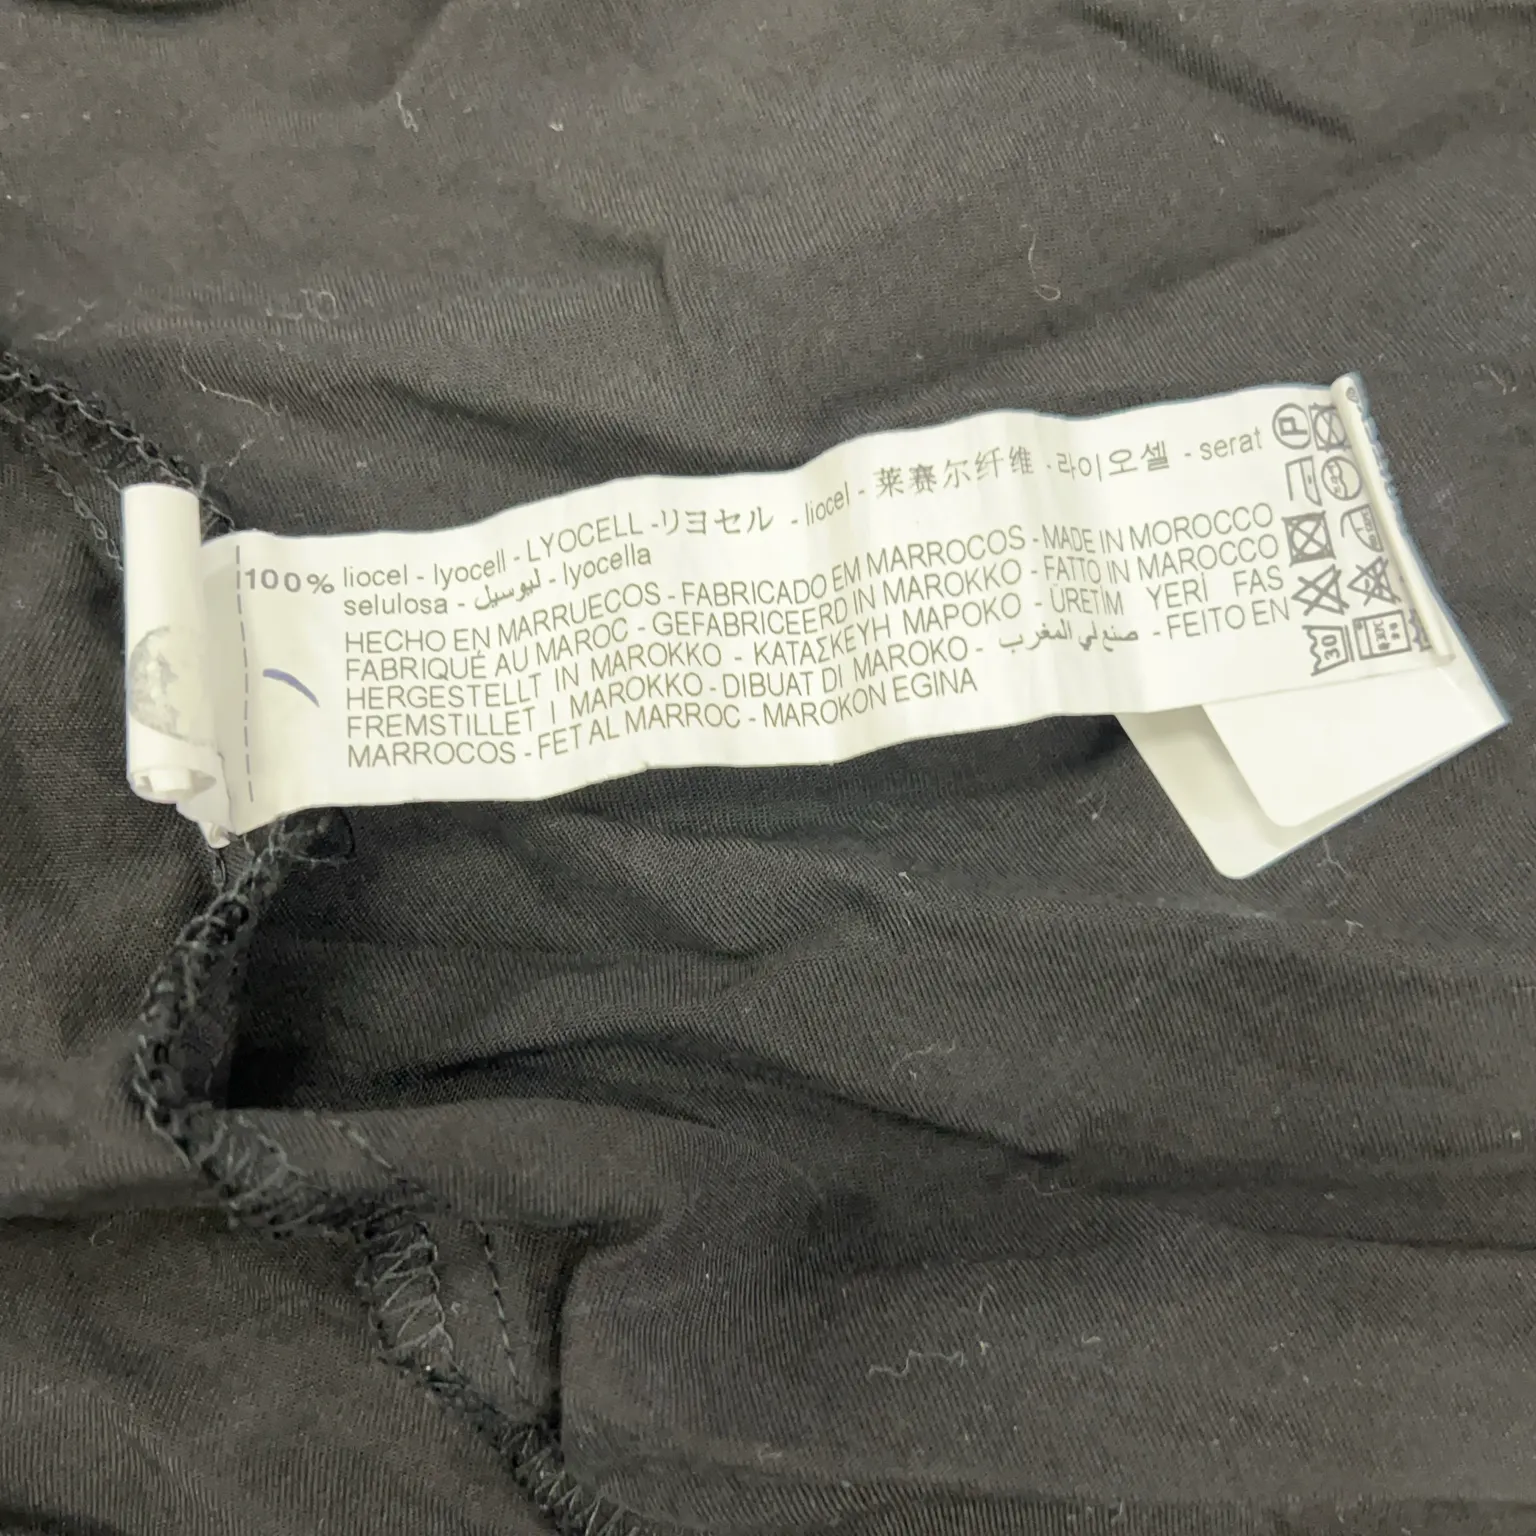 100% liocel - lyocell - LYOCELL - リヨセル - liocel - 莱赛尔纤维 - 라이오셀 - serat
selulosa - ليوسيل - lyocella
HECHO EN MARRUECOS - FABRICADO EM MARROCOS - MADE IN MOROCCO
FABRIQUÉ AU MAROC - GEFABRICEERD IN MAROKKO - FATTO IN MAROCCO
HERGESTELLT IN MAROKKO - ΚΑΤΑΣΚΕΥΗ ΜΑΡΟΚΟ - ÜRETİM YERİ FAS
FREMSTILLET I MAROKKO - DIBUAT DI MAROKO - صنع في المغرب - FEITO EN
MARROCOS - FET AL MARROC - MAROKON EGINA
P
30